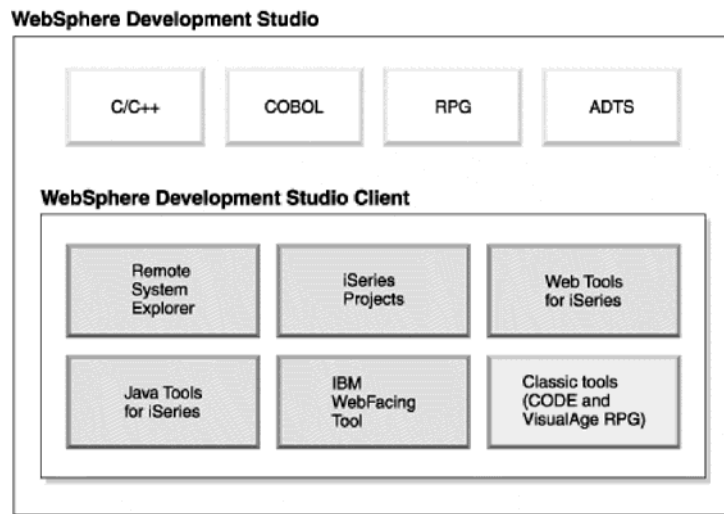 WebSphere Development Studio
C/C++
COBOL
RPG
ADTS
WebSphere Development Studio Client
Remote
System
Explorer
iSeries
Projects
Web Tools
for iSeries
Java Tools
for iSeries
IBM
WebFacing
Tool
Classic tools
(CODE and
VisualAge RPG)